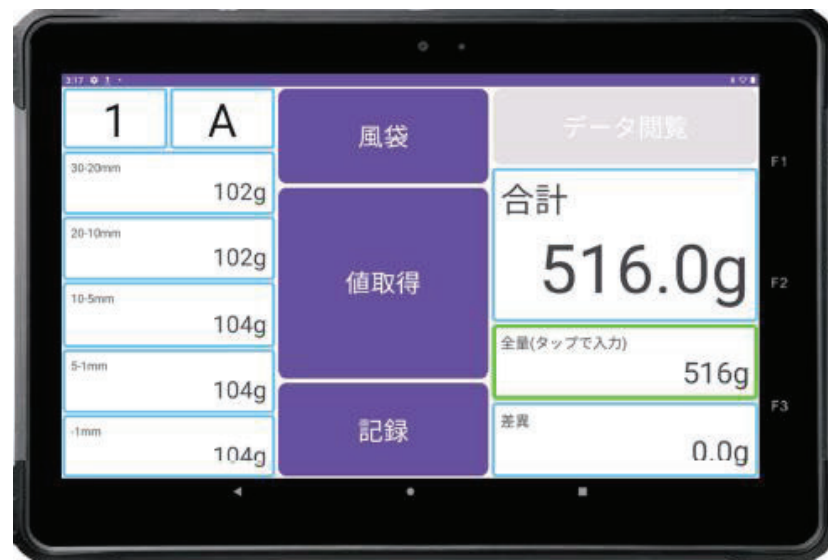 3:17
1
A
30-20mm
102g
20-10mm
102g
10-5mm
104g
5-1mm
104g
-1mm
104g
風袋
値取得
記録
データ閲覧
合計
516.0g
全量(タップで入力)
516g
差異
0.0g
F1
F2
F3